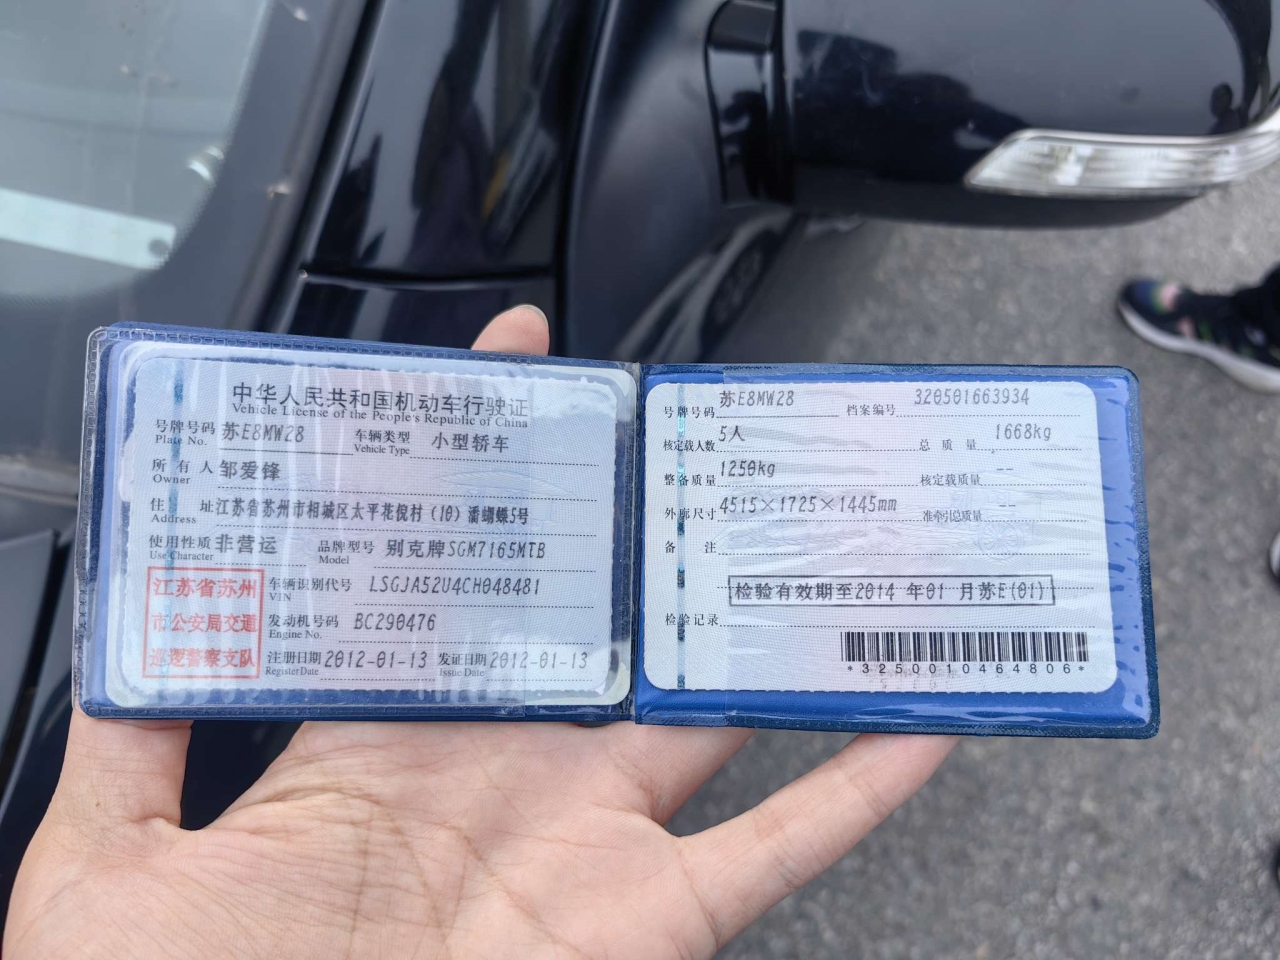 中华人民共和国机动车行驶证
Vehicle License of the People's Republic of China
号牌号码 苏E8MW28 车辆类型 小型轿车
Plate No. Vehicle Type
所有人 邹爱锋
Owner
住址 江苏省苏州市相城区太平花倪村(10)潘蝴蝶5号
Address
使用性质 非营运 品牌型号 别克牌SGM7165MTB
Use Character Model
江苏省苏州
市公安局交通
巡逻警察支队
车辆识别代号 LSGJA52U4CH048481
VIN
发动机号码 BC290476
Engine No.
注册日期 2012-01-13 发证日期 2012-01-13
Register Date Issue Date
号牌号码 苏E8MW28 档案编号 320501663934
核定载人数 5人 总质量 1668kg
整备质量 1250kg 核定载质量 --
外廓尺寸 4515×1725×1445mm 准牵引总质量 --
备注
检验有效期至2014 年01 月苏E(01)
检验记录
*3250010464806*